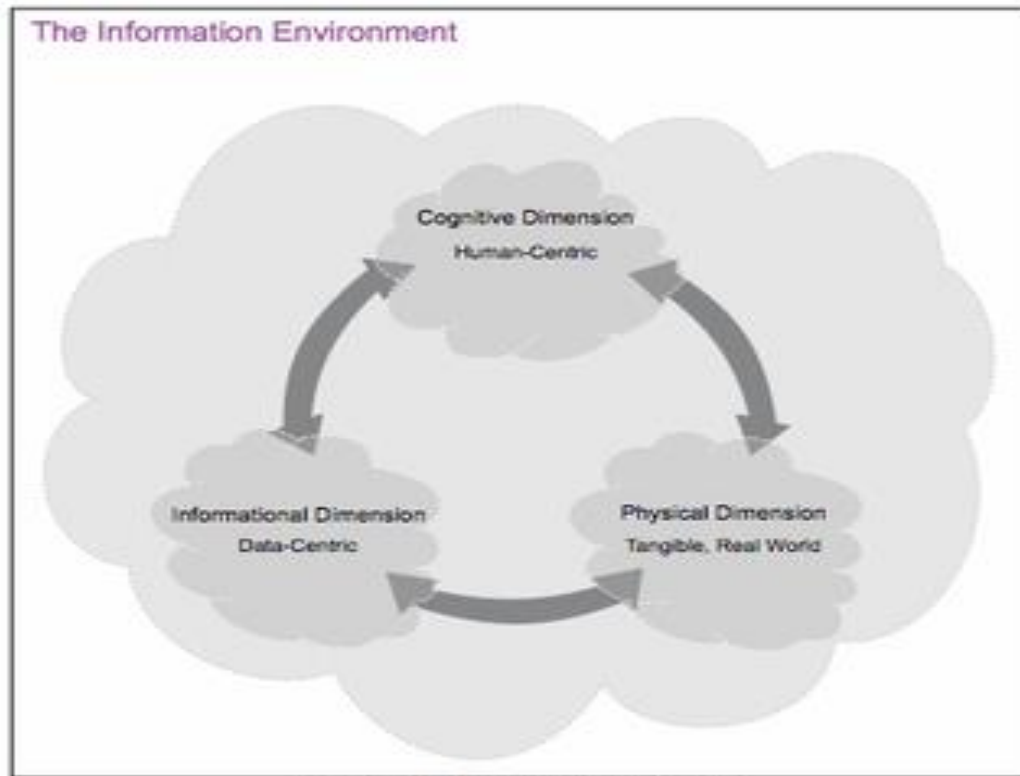 The Information Environment
Cognitive Dimension
Human-Centric
Informational Dimension
Data-Centric
Physical Dimension
Tangible, Real World